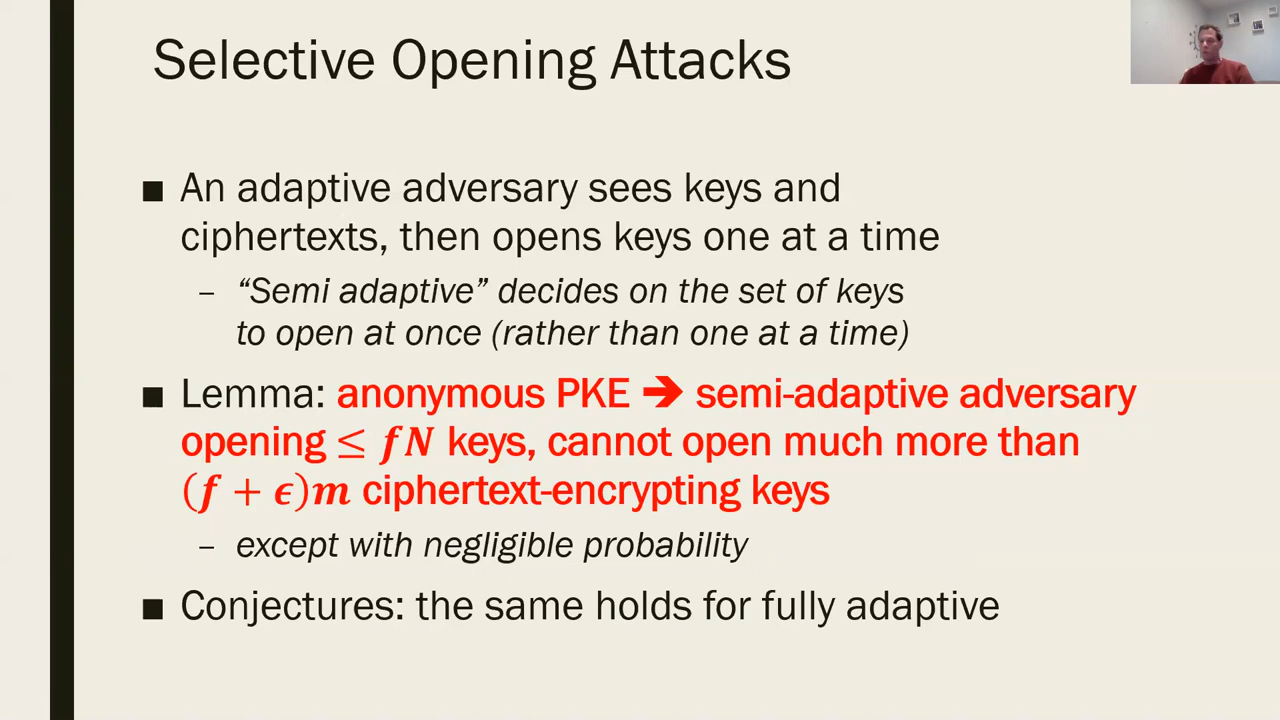 Selective Opening Attacks
■ An adaptive adversary sees keys and
ciphertexts, then opens keys one at a time
– “Semi adaptive” decides on the set of keys
to open at once (rather than one at a time)
■ Lemma: anonymous PKE ➔ semi-adaptive adversary
opening ≤ fN keys, cannot open much more than
(f + ϵ)m ciphertext-encrypting keys
– except with negligible probability
■ Conjectures: the same holds for fully adaptive